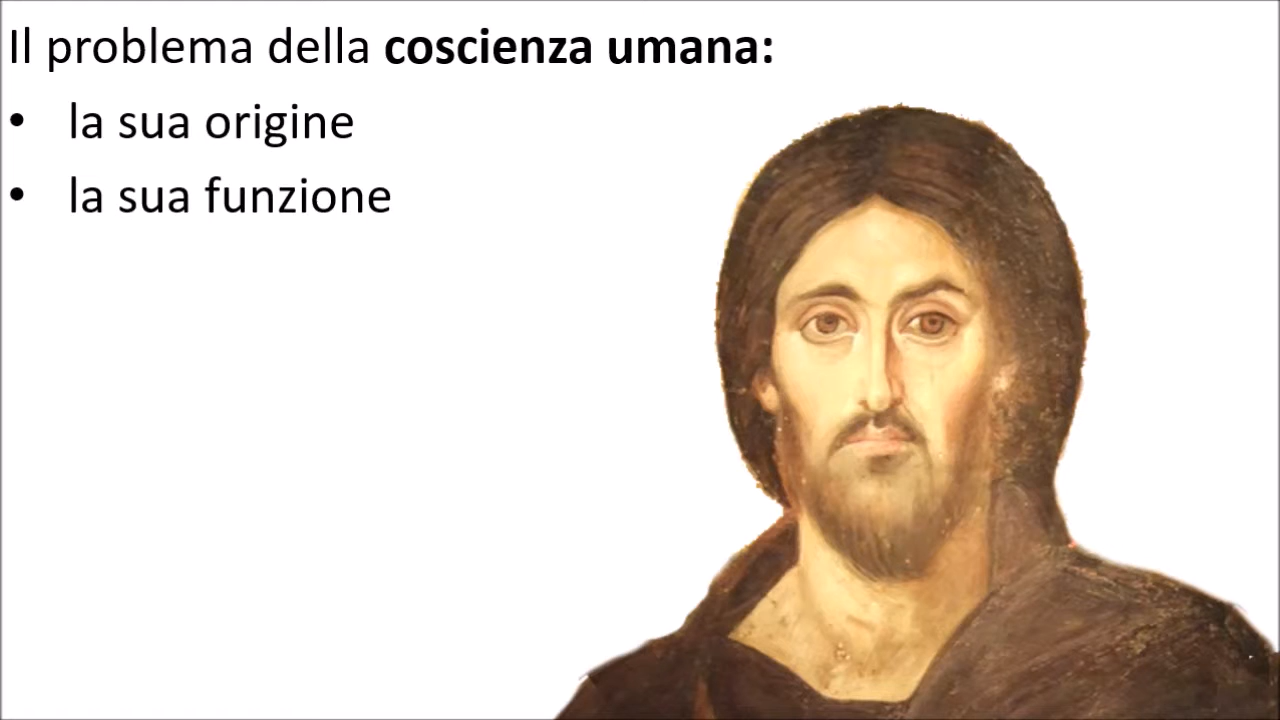 Il problema della coscienza umana:
• la sua origine
• la sua funzione